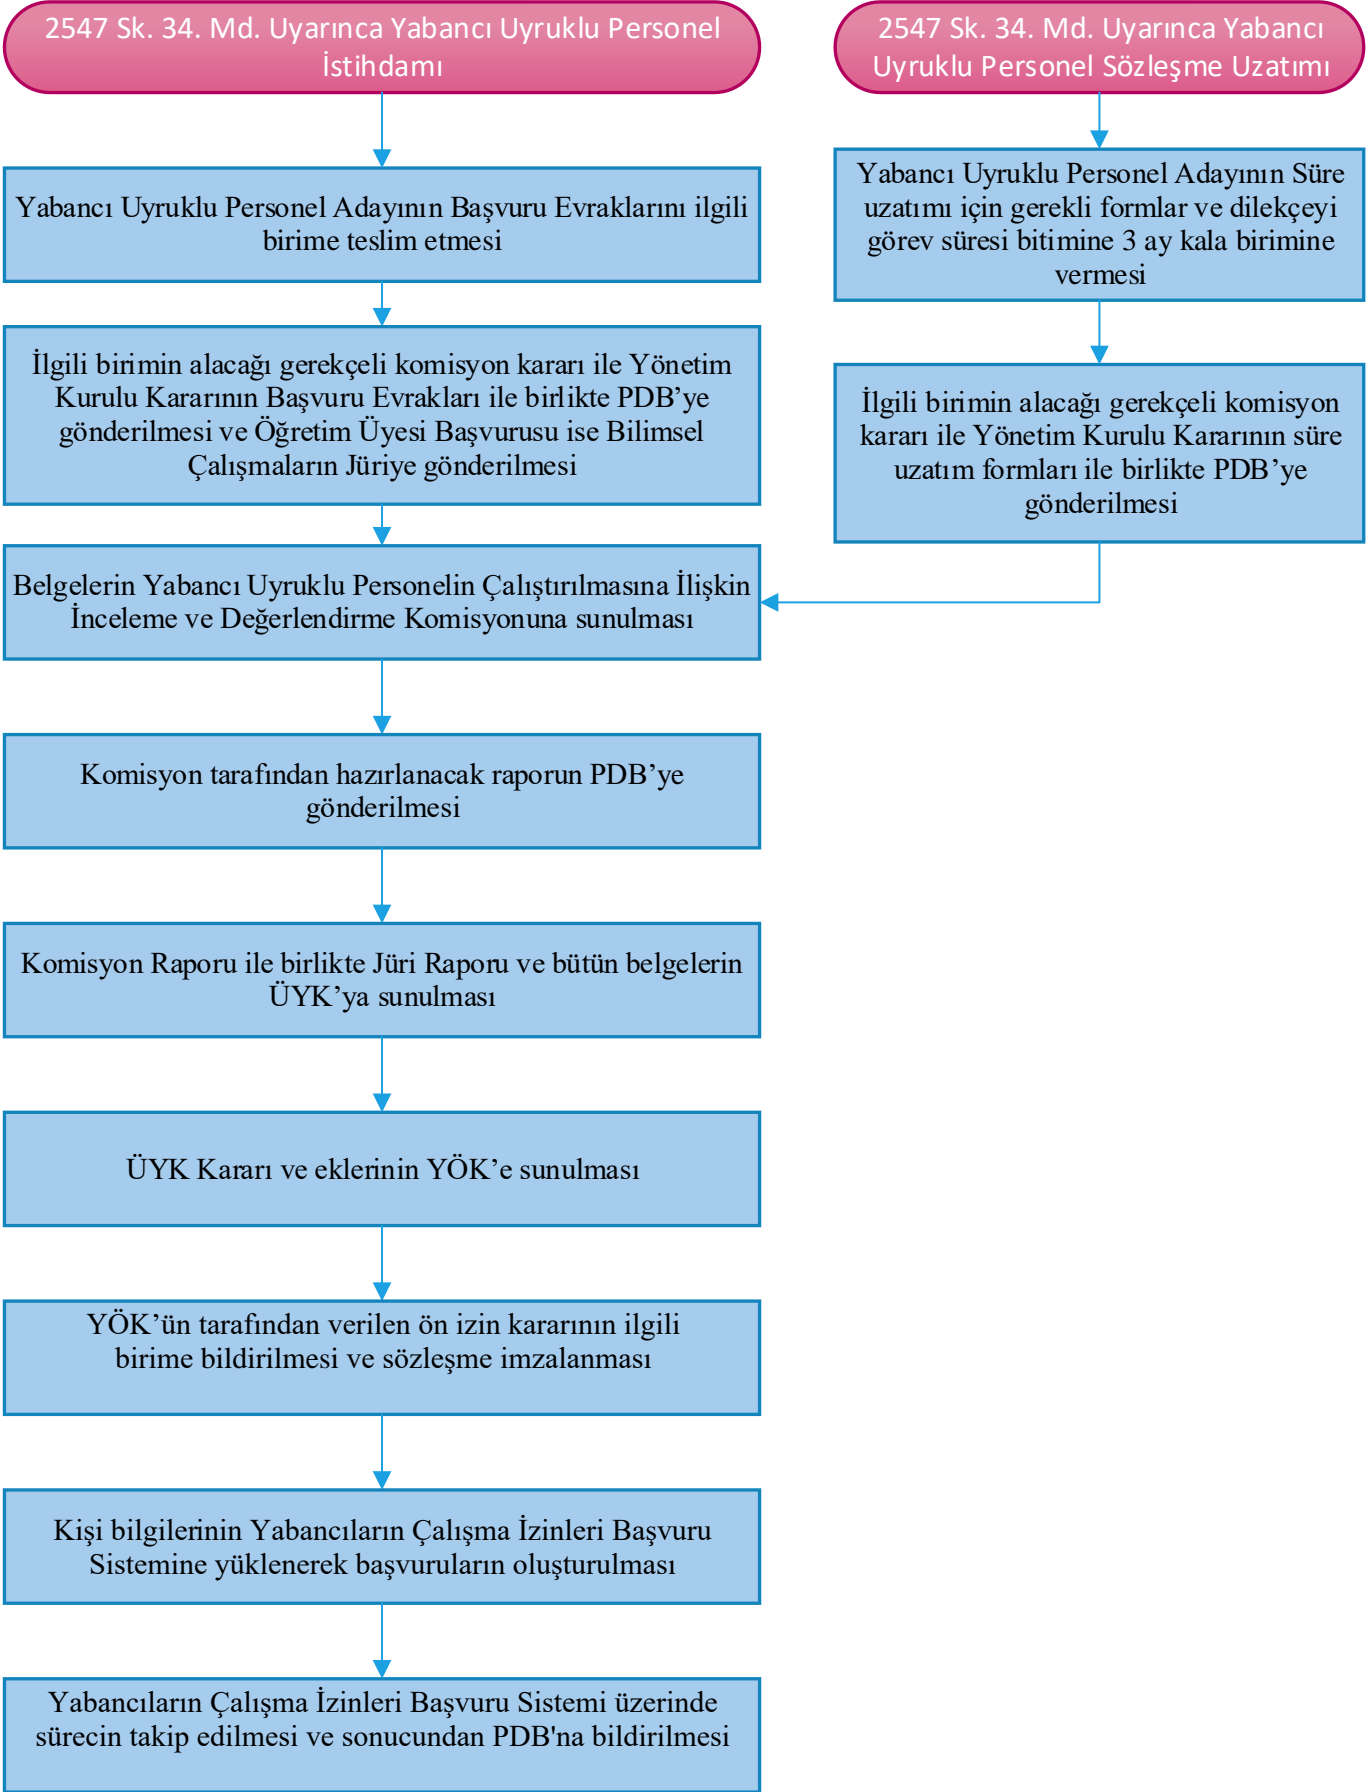 2547 Sk. 34. Md. Uyarınca Yabancı Uyruklu Personel
İstihdamı
Yabancı Uyruklu Personel Adayının Başvuru Evraklarını ilgili
birime teslim etmesi
İlgili birimin alacağı gerekçeli komisyon kararı ile Yönetim
Kurulu Kararının Başvuru Evrakları ile birlikte PDB’ye
gönderilmesi ve Öğretim Üyesi Başvurusu ise Bilimsel
Çalışmaların Jüriye gönderilmesi
2547 Sk. 34. Md. Uyarınca Yabancı
Uyruklu Personel Sözleşme Uzatımı
Yabancı Uyruklu Personel Adayının Süre
uzatımı için gerekli formlar ve dilekçeyi
görev süresi bitimine 3 ay kala birimine
vermesi
İlgili birimin alacağı gerekçeli komisyon
kararı ile Yönetim Kurulu Kararının süre
uzatım formları ile birlikte PDB’ye
gönderilmesi
Belgelerin Yabancı Uyruklu Personelin Çalıştırılmasına İlişkin
İnceleme ve Değerlendirme Komisyonuna sunulması
Komisyon tarafından hazırlanacak raporun PDB’ye
gönderilmesi
Komisyon Raporu ile birlikte Jüri Raporu ve bütün belgelerin
ÜYK’ya sunulması
ÜYK Kararı ve eklerinin YÖK’e sunulması
YÖK’ün tarafından verilen ön izin kararının ilgili
birime bildirilmesi ve sözleşme imzalanması
Kişi bilgilerinin Yabancıların Çalışma İzinleri Başvuru
Sistemine yüklenerek başvuruların oluşturulması
Yabancıların Çalışma İzinleri Başvuru Sistemi üzerinde
sürecin takip edilmesi ve sonucundan PDB'na bildirilmesi